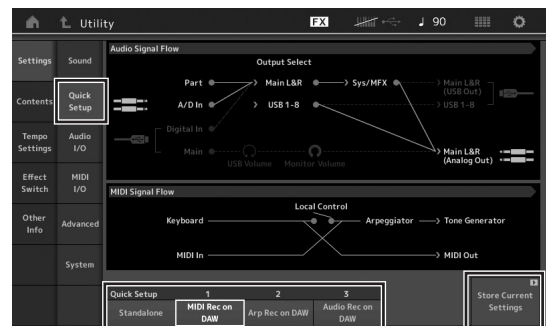 Utility
FX
90
Settings
Sound
Contents
Quick Setup
Tempo Settings
Audio I/O
Effect Switch
MIDI I/O
Other Info
Advanced
System
Audio Signal Flow
Output Select
Part
Main L&R
Sys/MFX
Main L&R (USB Out)
A/D In
USB 1-8
USB 1-8
Digital In
Main
USB Volume
Monitor Volume
Main L&R (Analog Out)
MIDI Signal Flow
Local Control
Keyboard
Arpeggiator
Tone Generator
MIDI In
MIDI Out
Quick Setup
1
2
3
Standalone
MIDI Rec on DAW
Arp Rec on DAW
Audio Rec on DAW
Store Current Settings